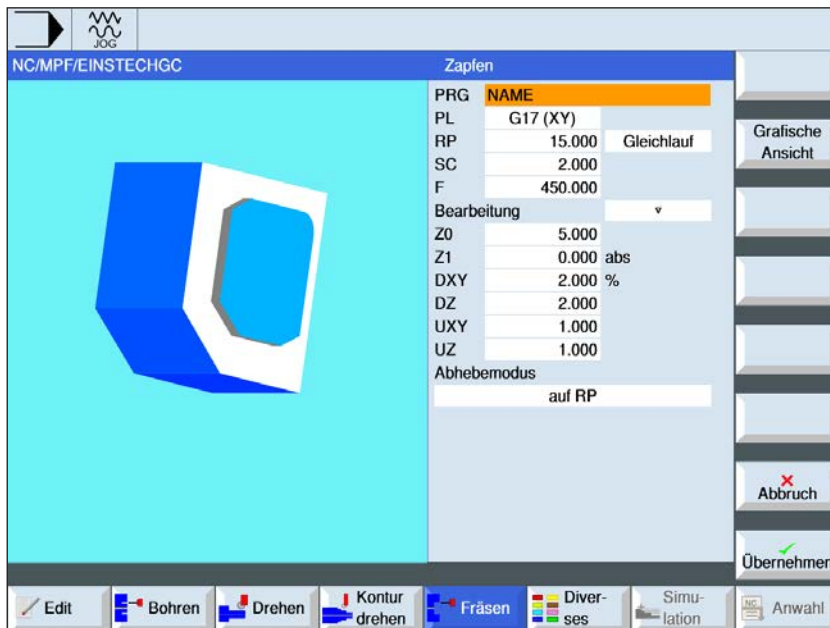 JOG
NC/MPF/EINSTECHGC
Zapfen
PRG NAME
PL G17 (XY)
RP 15.000 Gleichlauf
SC 2.000
F 450.000
Bearbeitung ▿
Z0 5.000
Z1 0.000 abs
DXY 2.000 %
DZ 2.000
UXY 1.000
UZ 1.000
Abhebemodus
auf RP
Grafische
Ansicht
Abbruch
Übernehmen
Edit
Bohren
Drehen
Kontur
drehen
Fräsen
Diver-
ses
Simu-
lation
NC
Anwahl